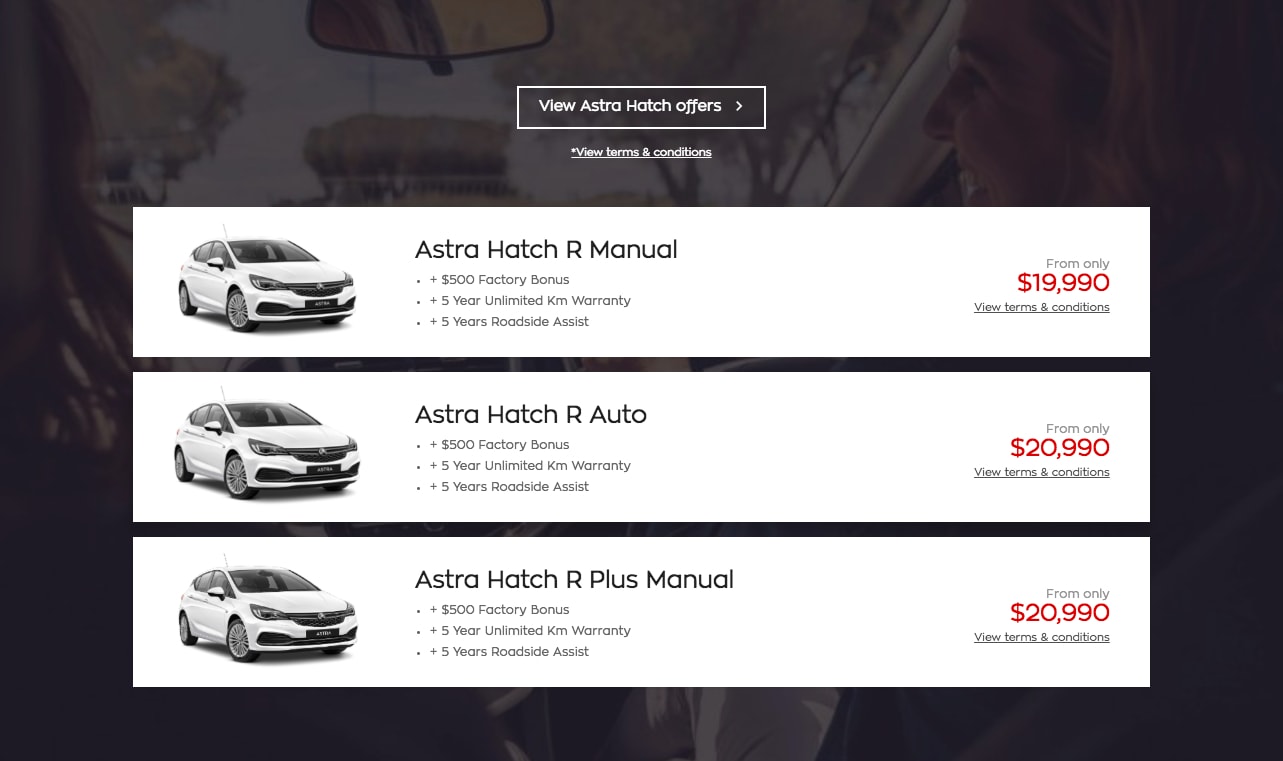 View Astra Hatch offers
*View terms & conditions
Astra Hatch R Manual
+ $500 Factory Bonus
+ 5 Year Unlimited Km Warranty
+ 5 Years Roadside Assist
From only
$19,990
View terms & conditions
ASTRA
Astra Hatch R Auto
+ $500 Factory Bonus
+ 5 Year Unlimited Km Warranty
+ 5 Years Roadside Assist
From only
$20,990
View terms & conditions
ASTRA
Astra Hatch R Plus Manual
+ $500 Factory Bonus
+ 5 Year Unlimited Km Warranty
+ 5 Years Roadside Assist
From only
$20,990
View terms & conditions
ASTRA